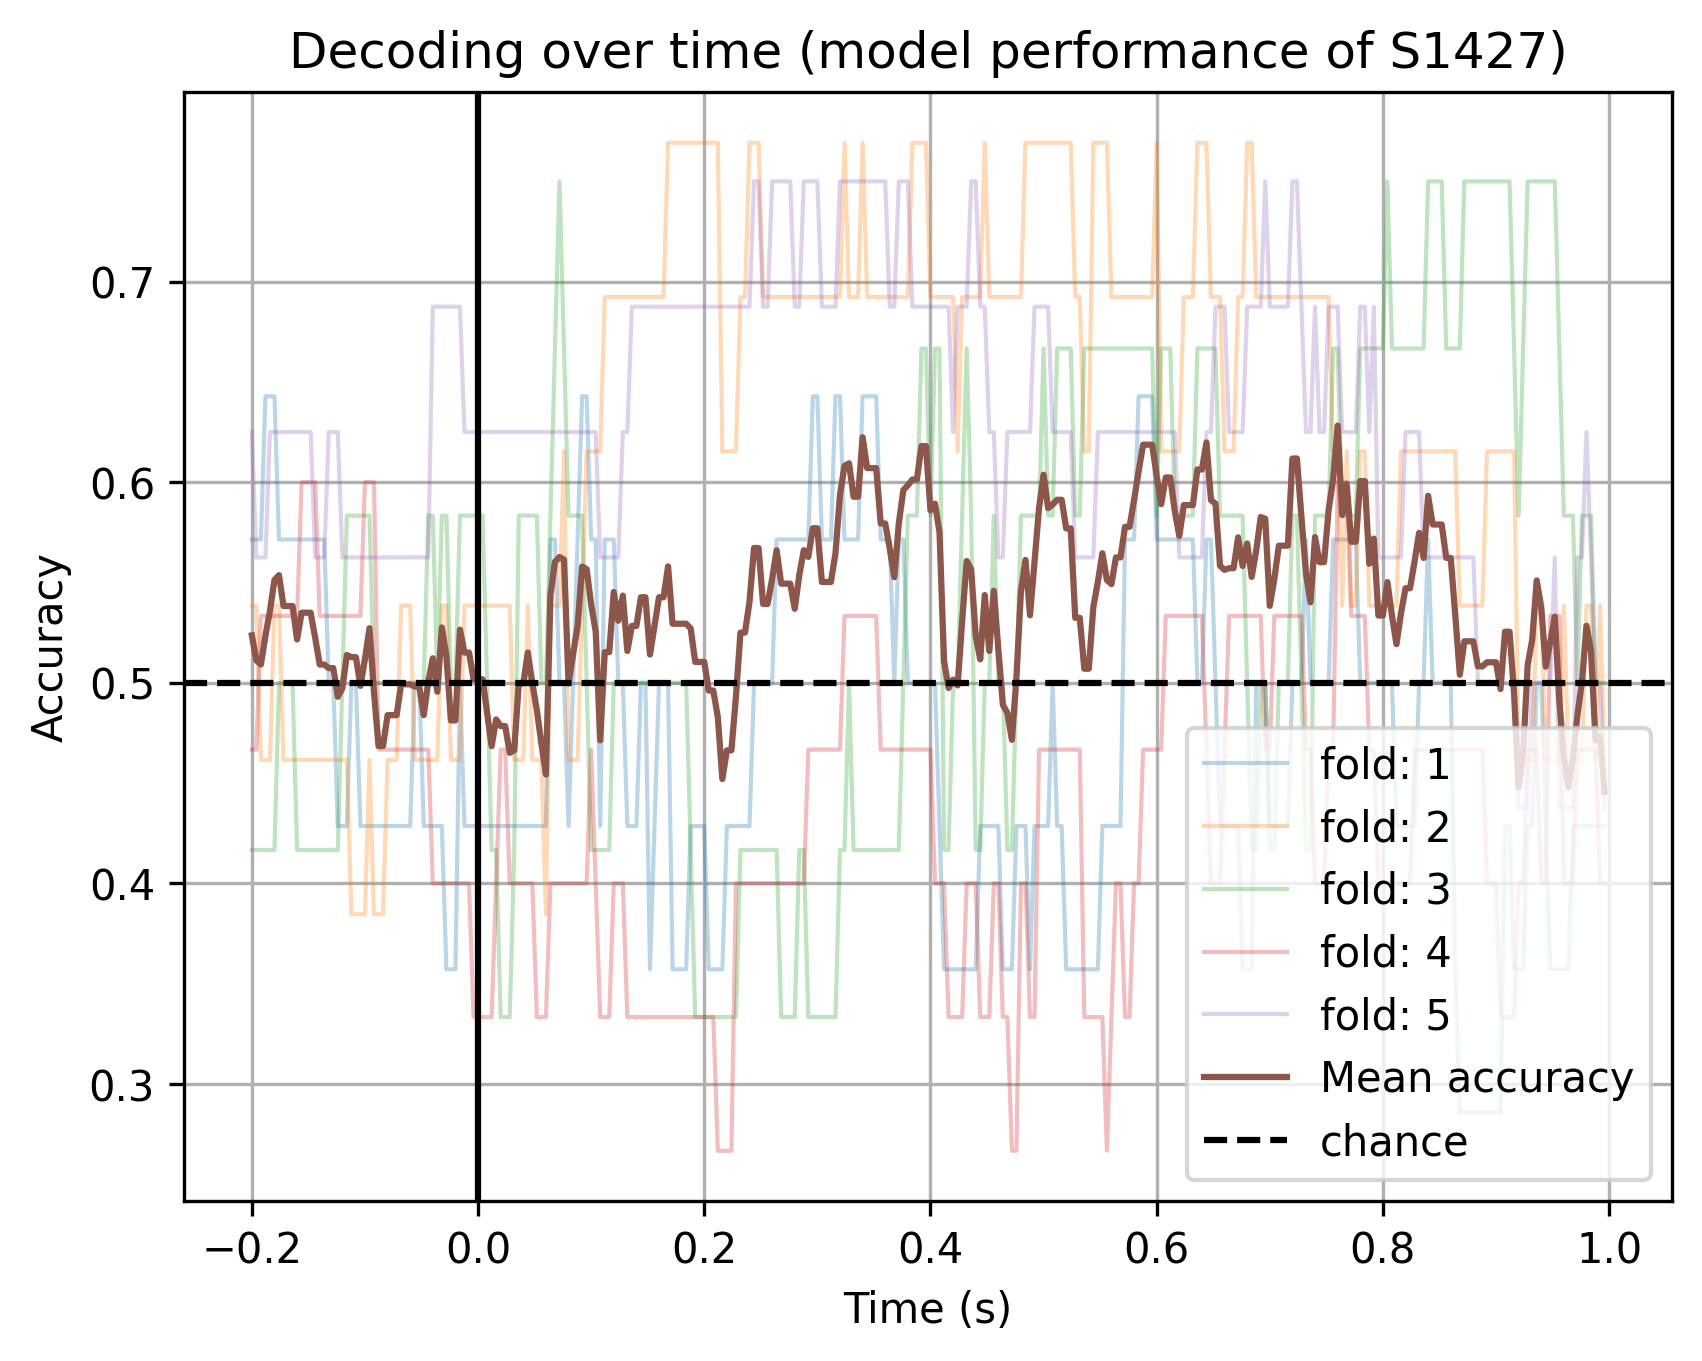 Decoding over time (model performance of S1427)
Accuracy
0.7
0.6
0.5
0.4
0.3
fold: 1
fold: 2
fold: 3
fold: 4
fold: 5
Mean accuracy
chance
−0.2 0.0 0.2 0.4 0.6 0.8 1.0
Time (s)